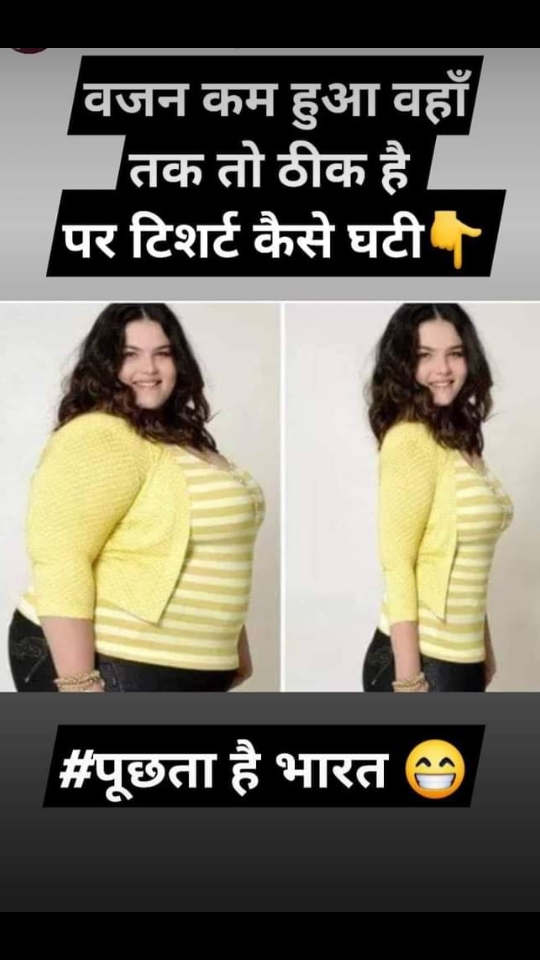 वजन कम हुआ वहाँ
तक तो ठीक है
पर टिशर्ट कैसे घटी👇
#पूछता है भारत 😁